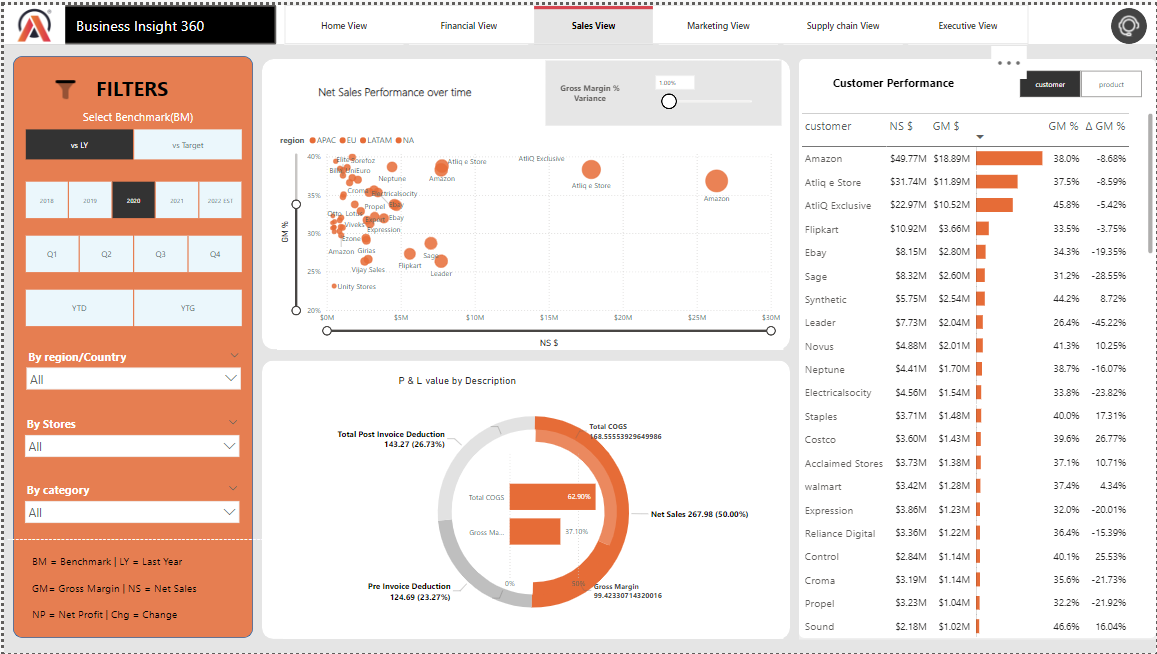 Business Insight 360
Home View
Financial View
Sales View
Marketing View
Supply chain View
Executive View
FILTERS
Select Benchmark(BM)
vs LY
vs Target
2018
2019
2020
2021
2022 EST
Q1
Q2
Q3
Q4
YTD
YTG
By region/Country
All
By Stores
All
By category
All
BM = Benchmark | LY = Last Year
GM= Gross Margin | NS = Net Sales
NP = Net Profit | Chg = Change
Net Sales Performance over time
Gross Margin %
Variance
1.00%
region APAC EU LATAM NA
40%
35%
30%
25%
20%
GM %
Elite Sorefoz
UniEuro
Neptune
Atliq e Store
Amazon
AtliQ Exclusive
Atliq e Store
Amazon
Croma
Electricalsocity
Propel
Ebay
Otto
Lotus
Expert
Ebay
Viveks
Expression
Ezone
Amazon
Girias
Sage
Vijay Sales
Flipkart
Leader
Unity Stores
$0M
$5M
$10M
$15M
$20M
$25M
$30M
NS $
P & L value by Description
Total Post Invoice Deduction
143.27 (26.73%)
Total COGS
168.55553929649986
Total COGS
62.90%
Net Sales 267.98 (50.00%)
Gross Ma...
37.10%
Pre Invoice Deduction
124.69 (23.27%)
0%
50%
Gross Margin
99.42330714320016
Customer Performance
customer
product
customer NS $ GM $ GM % Δ GM %
Amazon $49.77M $18.89M 38.0% -8.68%
Atliq e Store $31.74M $11.89M 37.5% -8.59%
AtliQ Exclusive $22.97M $10.52M 45.8% -5.42%
Flipkart $10.92M $3.66M 33.5% -3.75%
Ebay $8.15M $2.80M 34.3% -19.35%
Sage $8.32M $2.60M 31.2% -28.55%
Synthetic $5.75M $2.54M 44.2% 8.72%
Leader $7.73M $2.04M 26.4% -45.22%
Novus $4.88M $2.01M 41.3% 10.25%
Neptune $4.41M $1.70M 38.7% -16.07%
Electricalsocity $4.56M $1.54M 33.8% -23.82%
Staples $3.71M $1.48M 40.0% 17.31%
Costco $3.60M $1.43M 39.6% 26.77%
Acclaimed Stores $3.73M $1.38M 37.1% 10.71%
walmart $3.42M $1.28M 37.4% 4.34%
Expression $3.86M $1.23M 32.0% -20.01%
Reliance Digital $3.36M $1.22M 36.4% -15.39%
Control $2.84M $1.14M 40.1% 25.53%
Croma $3.19M $1.14M 35.6% -21.73%
Propel $3.23M $1.04M 32.2% -21.92%
Sound $2.18M $1.02M 46.6% 16.04%